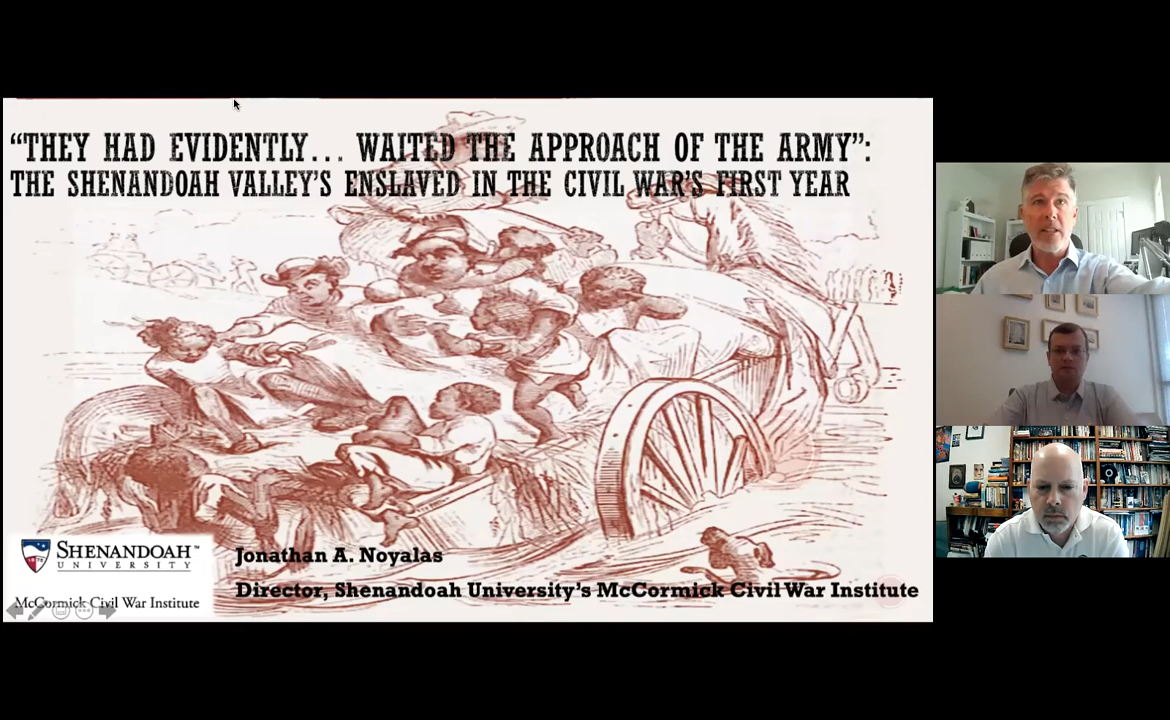 “THEY HAD EVIDENTLY... WAITED THE APPROACH OF THE ARMY”:
THE SHENANDOAH VALLEY’S ENSLAVED IN THE CIVIL WAR’S FIRST YEAR
SHENANDOAH™
UNIVERSITY
McCormick Civil War Institute
Jonathan A. Noyalas
Director, Shenandoah University’s McCormick Civil War Institute